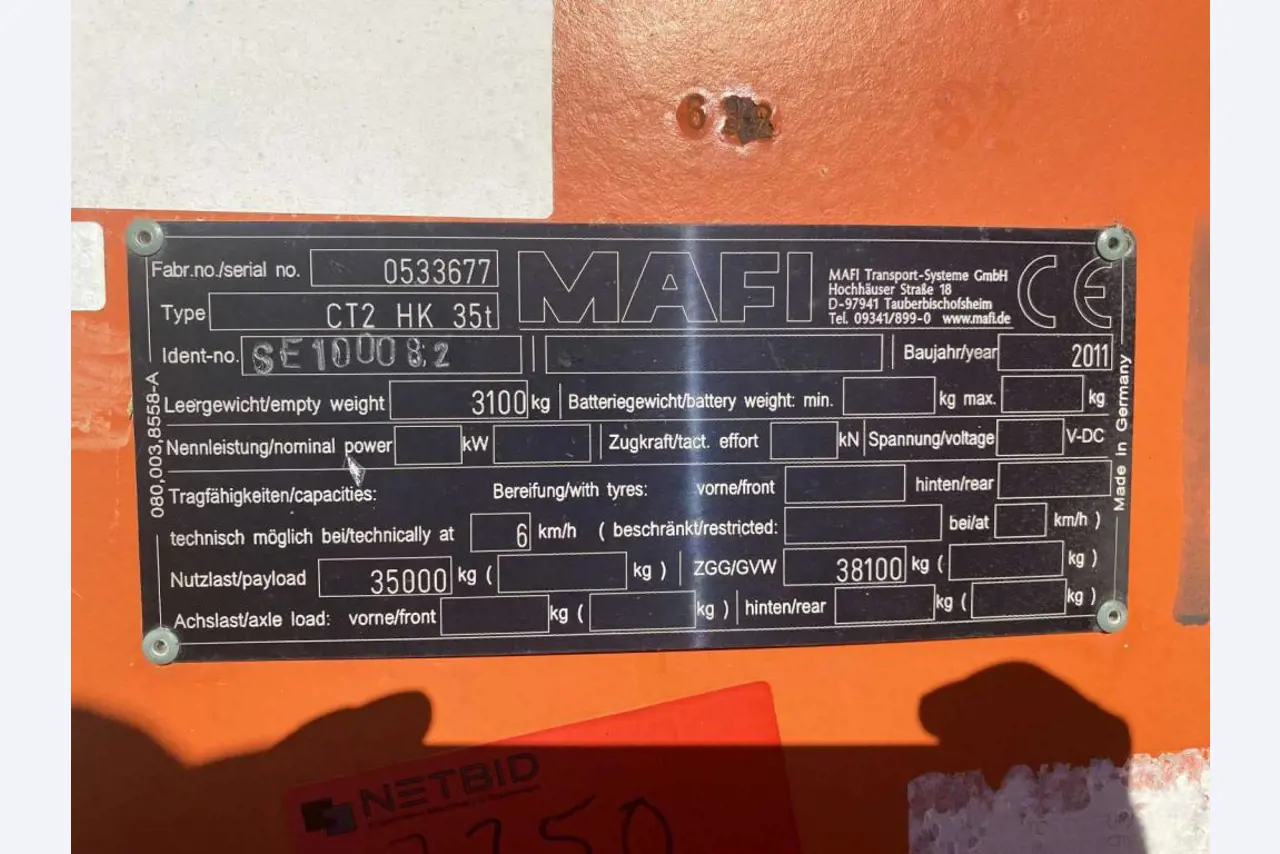 Fabr.no./serial no. 0533677
MAFI
MAFI Transport-Systeme GmbH
Hochhäuser Straße 18
D-97941 Tauberbischofsheim
Tel. 09341/899-0 www.mafi.de
CE
Type CT2 HK 35t
Ident-no. SE100082
Baujahr/year 2011
Leergewicht/empty weight 3100 kg
Batteriegewicht/battery weight: min. kg max. kg
Nennleistung/nominal power kW
Zugkraft/tact. effort kN
Spannung/voltage V-DC
Tragfähigkeiten/capacities:
Bereifung/with tyres: vorne/front hinten/rear
technisch möglich bei/technically at 6 km/h (beschränkt/restricted: bei/at km/h)
Nutzlast/payload 35000 kg ( kg )
ZGG/GVW 38100 kg ( kg )
Achslast/axle load: vorne/front kg ( kg )
hinten/rear kg ( kg )
080,003,8558-A
Made in Germany
NETBID